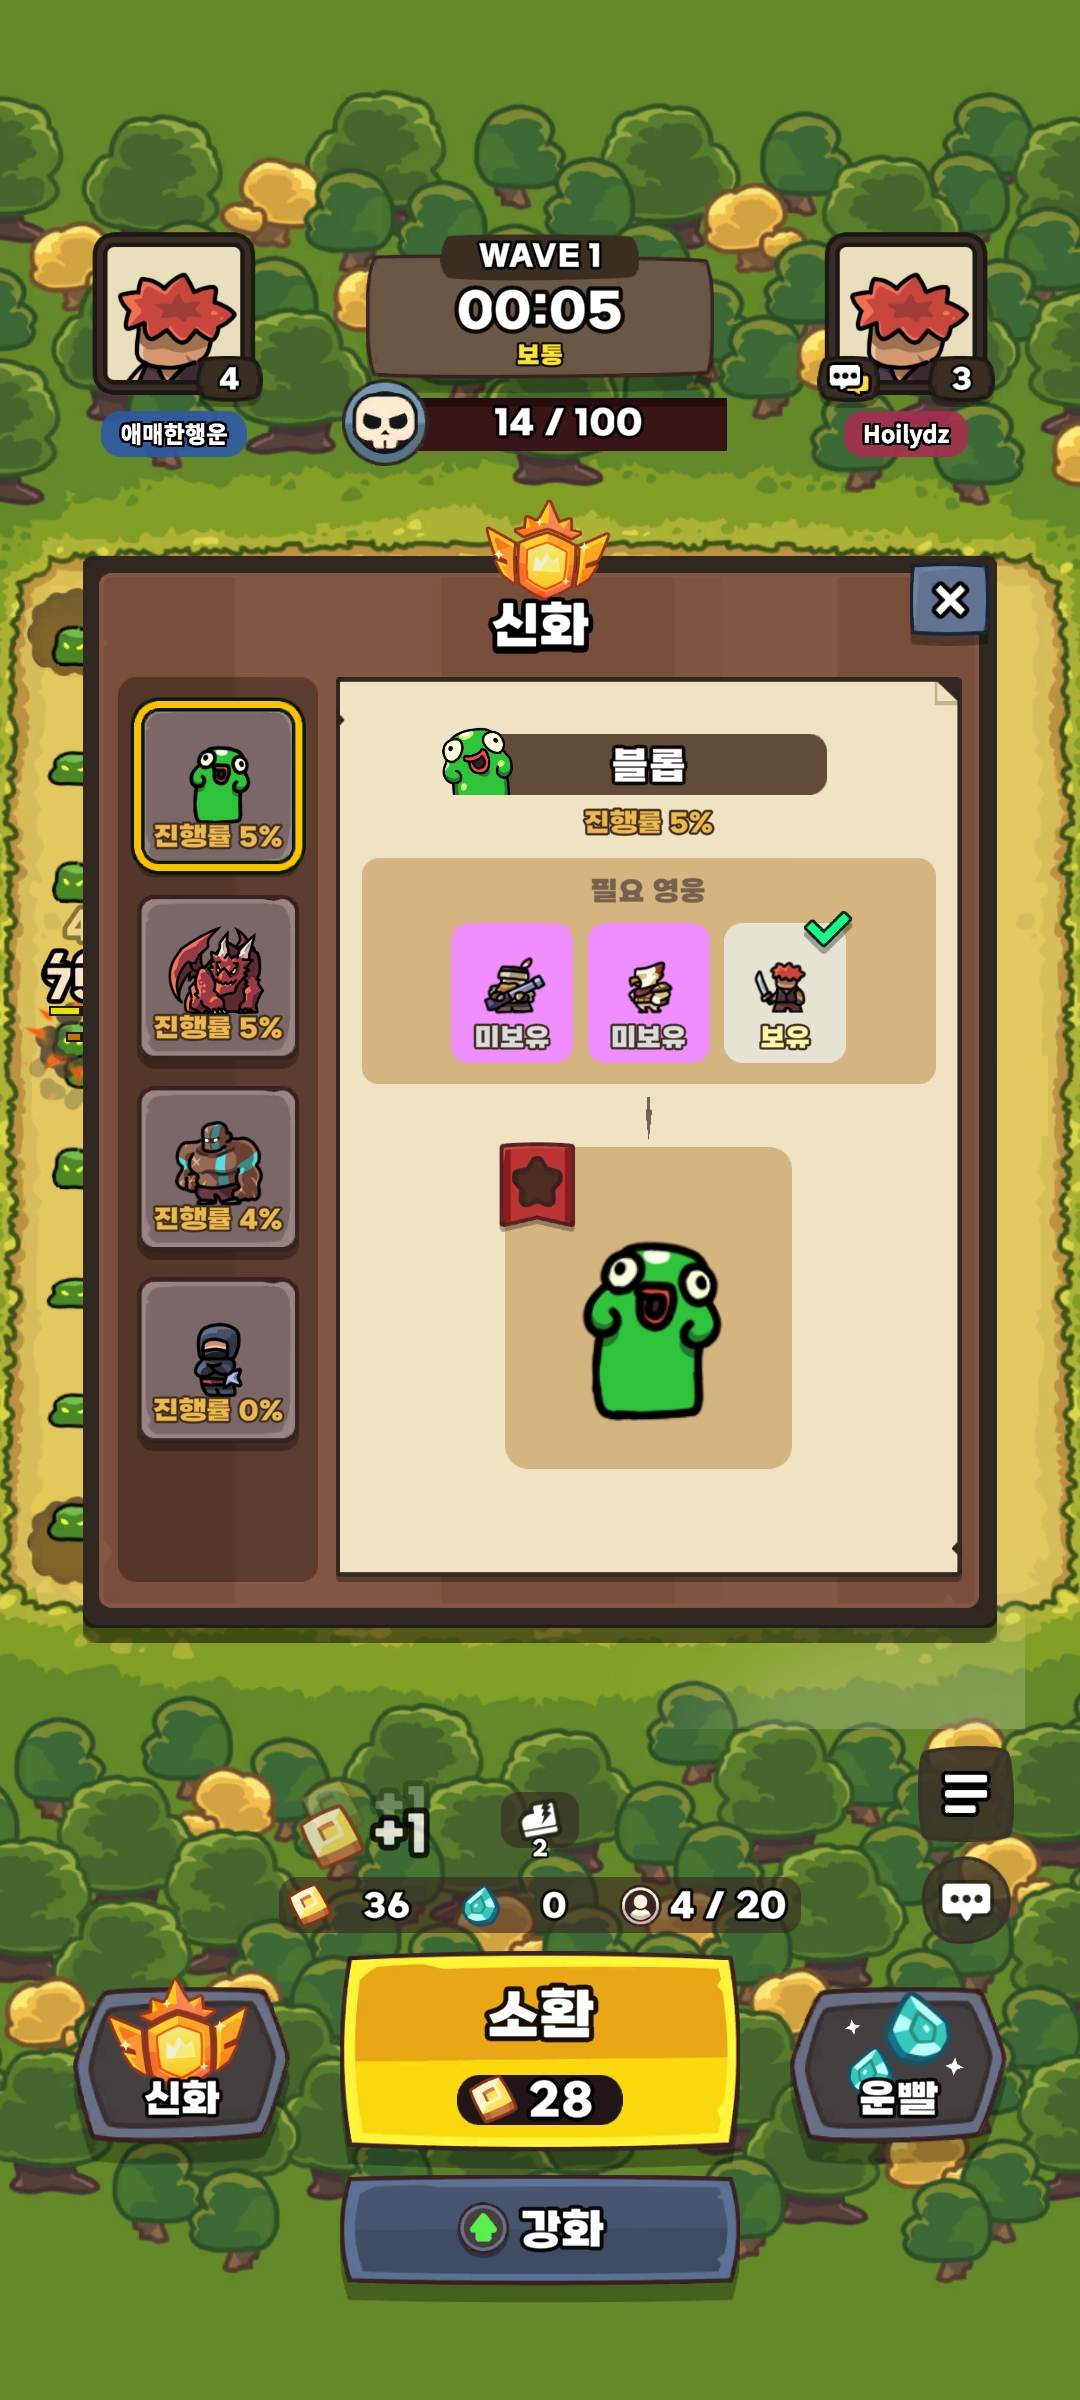 WAVE 1
00:05
보통
4
3
애매한행운
14 / 100
Hoilydz
신화
진행률 5%
진행률 5%
진행률 4%
진행률 0%
블롭
진행률 5%
필요 영웅
미보유
미보유
보유
+1
+1
2
36
0
4 / 20
신화
소환
28
운빨
강화